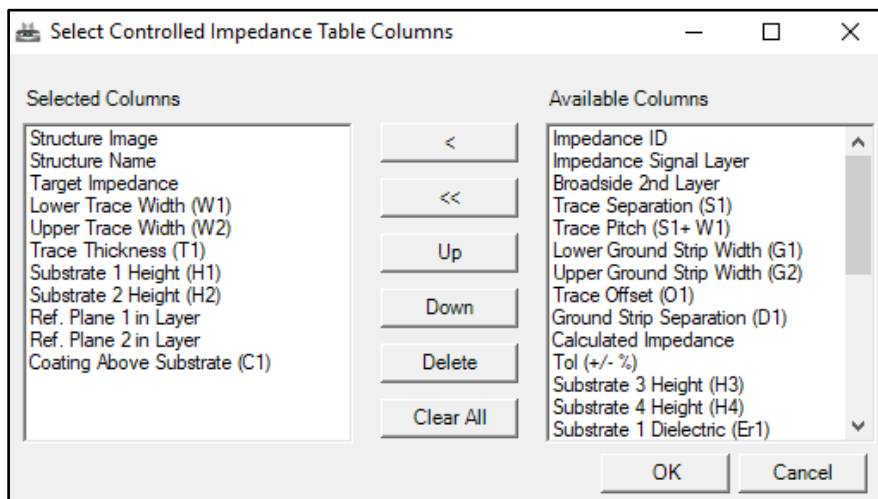 Select Controlled Impedance Table Columns
Selected Columns
Structure Image
Structure Name
Target Impedance
Lower Trace Width (W1)
Upper Trace Width (W2)
Trace Thickness (T1)
Substrate 1 Height (H1)
Substrate 2 Height (H2)
Ref. Plane 1 in Layer
Ref. Plane 2 in Layer
Coating Above Substrate (C1)
<
<<
Up
Down
Delete
Clear All
Available Columns
Impedance ID
Impedance Signal Layer
Broadside 2nd Layer
Trace Separation (S1)
Trace Pitch (S1+ W1)
Lower Ground Strip Width (G1)
Upper Ground Strip Width (G2)
Trace Offset (O1)
Ground Strip Separation (D1)
Calculated Impedance
Tol (+/- %)
Substrate 3 Height (H3)
Substrate 4 Height (H4)
Substrate 1 Dielectric (Er1)
OK
Cancel